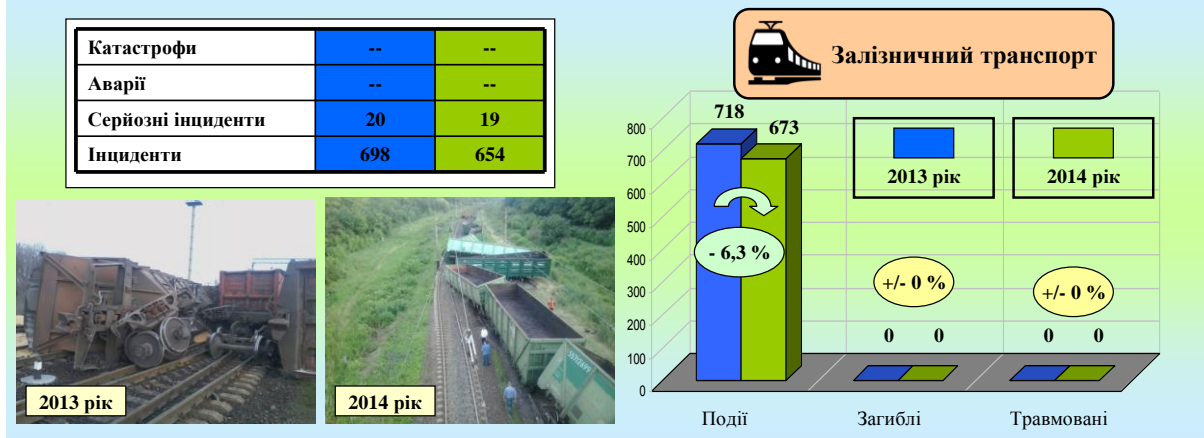 Катастрофи -- --
Аварії -- --
Серйозні інциденти 20 19
Інциденти 698 654
2013 рік
2014 рік
Залізничний транспорт
718
673
2013 рік
2014 рік
800
700
600
500
400
300
200
100
0
- 6,3 %
+/- 0 %
+/- 0 %
0 0
0 0
Події Загиблі Травмовані